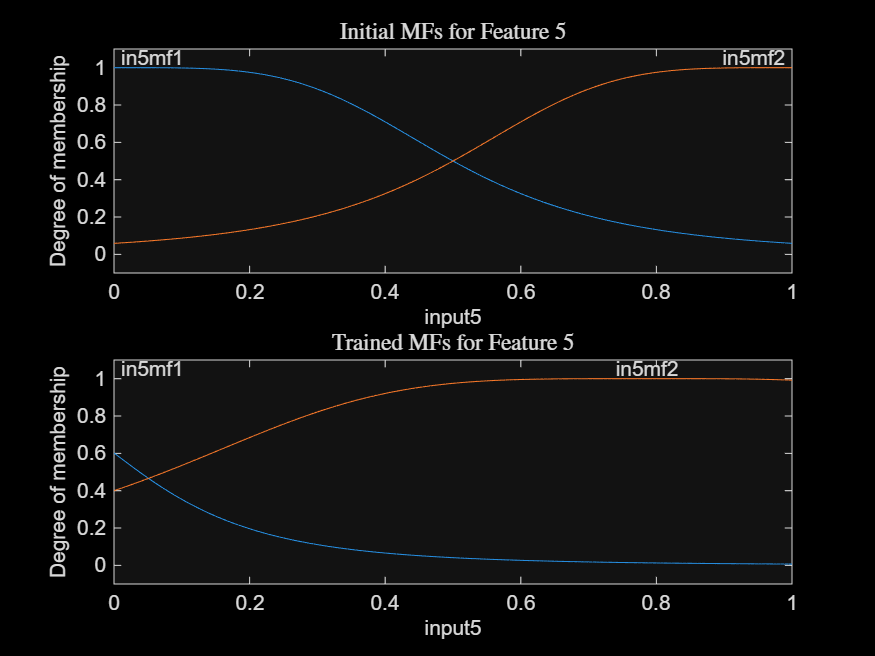 Initial MFs for Feature 5
in5mf1 in5mf2
Degree of membership
1
0.8
0.6
0.4
0.2
0
0 0.2 0.4 0.6 0.8 1
input5
Trained MFs for Feature 5
in5mf1 in5mf2
Degree of membership
1
0.8
0.6
0.4
0.2
0
0 0.2 0.4 0.6 0.8 1
input5